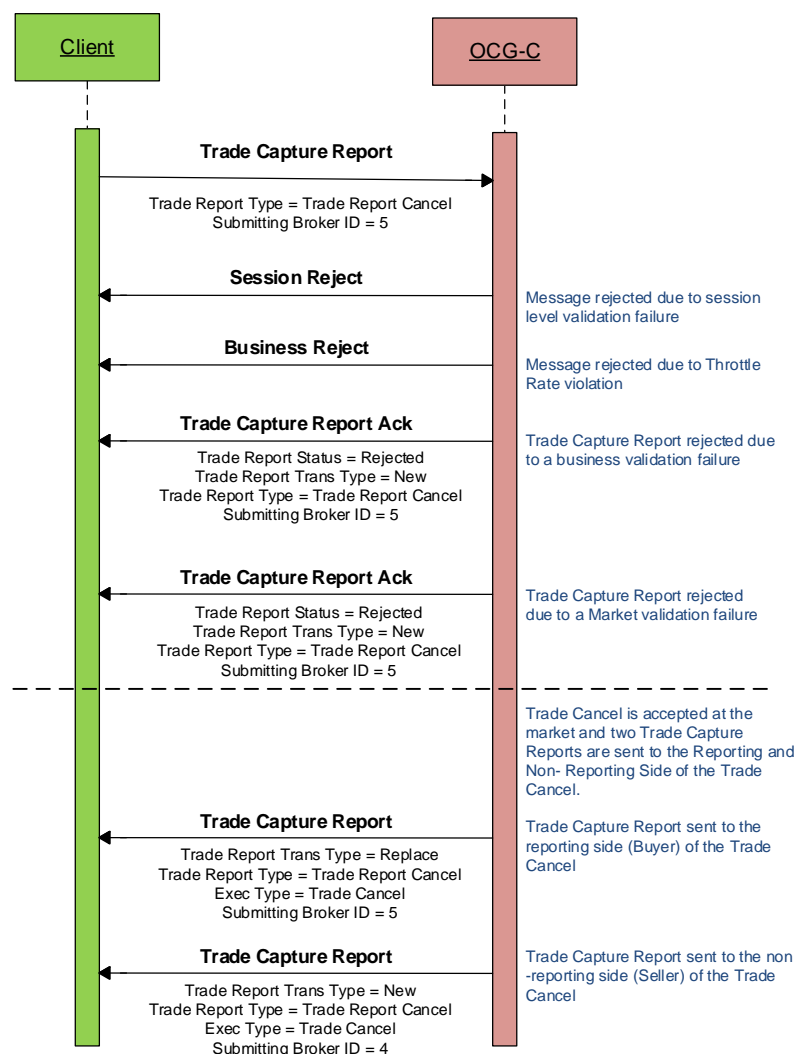 Client
OCG-C
Trade Capture Report
Trade Report Type = Trade Report Cancel
Submitting Broker ID = 5
Session Reject
Message rejected due to session
level validation failure
Business Reject
Message rejected due to Throttle
Rate violation
Trade Capture Report Ack
Trade Report Status = Rejected
Trade Report Trans Type = New
Trade Report Type = Trade Report Cancel
Submitting Broker ID = 5
Trade Capture Report rejected due
to a business validation failure
Trade Capture Report Ack
Trade Report Status = Rejected
Trade Report Trans Type = New
Trade Report Type = Trade Report Cancel
Submitting Broker ID = 5
Trade Capture Report rejected
due to a Market validation failure
Trade Cancel is accepted at the
market and two Trade Capture
Reports are sent to the Reporting and
Non- Reporting Side of the Trade
Cancel.
Trade Capture Report
Trade Report Trans Type = Replace
Trade Report Type = Trade Report Cancel
Exec Type = Trade Cancel
Submitting Broker ID = 5
Trade Capture Report sent to the
reporting side (Buyer) of the Trade
Cancel
Trade Capture Report
Trade Report Trans Type = New
Trade Report Type = Trade Report Cancel
Exec Type = Trade Cancel
Submitting Broker ID = 4
Trade Capture Report sent to the non
-reporting side (Seller) of the Trade
Cancel